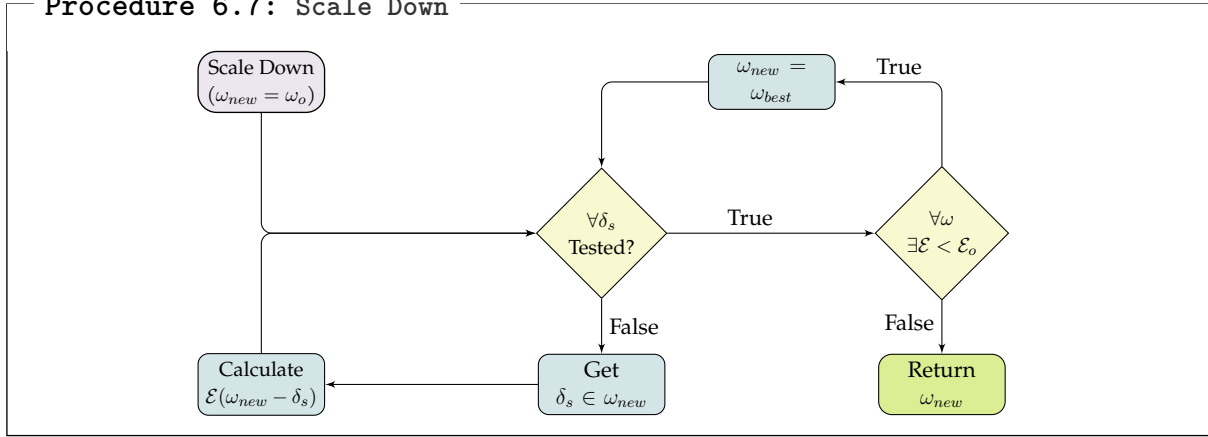 Procedure 6.7: Scale Down
Scale Down
(ω_new = ω_o)
ω_new =
ω_best
True
∀δ_s
Tested?
True
∀ω
∃ℰ < ℰ_o
False
False
Calculate
ℰ(ω_new − δ_s)
Get
δ_s ∈ ω_new
Return
ω_new